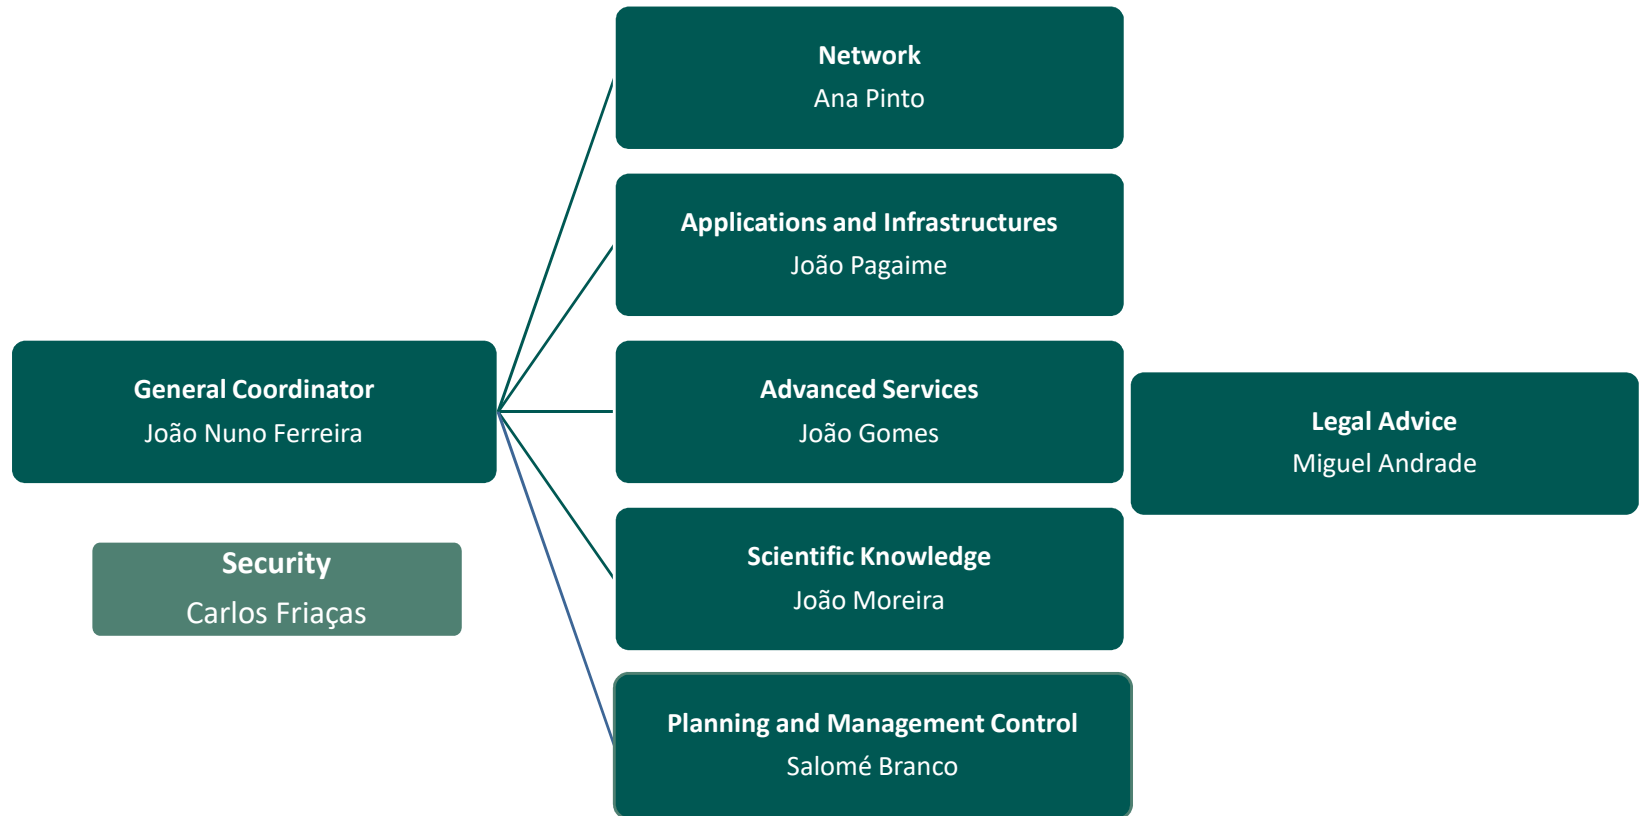 Network
Ana Pinto
Applications and Infrastructures
João Pagaime
General Coordinator
João Nuno Ferreira
Advanced Services
João Gomes
Legal Advice
Miguel Andrade
Security
Carlos Friaças
Scientific Knowledge
João Moreira
Planning and Management Control
Salomé Branco